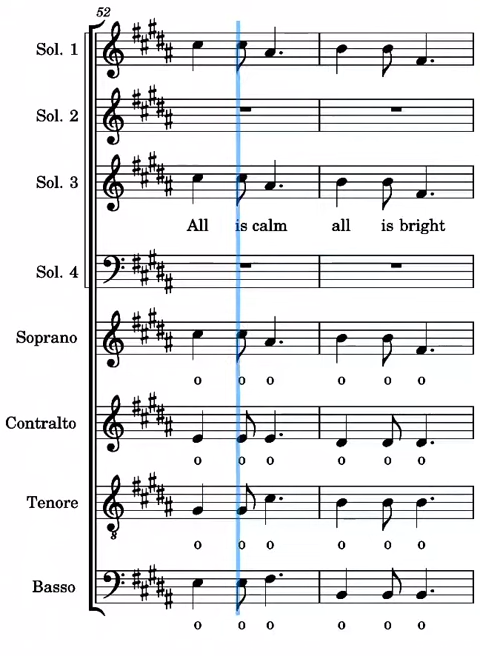 52
Sol. 1
Sol. 2
Sol. 3
All is calm all is bright
Sol. 4
Soprano
o o o o o o
Contralto
o o o o o o
Tenore
8
o o o o o o
Basso
o o o o o o